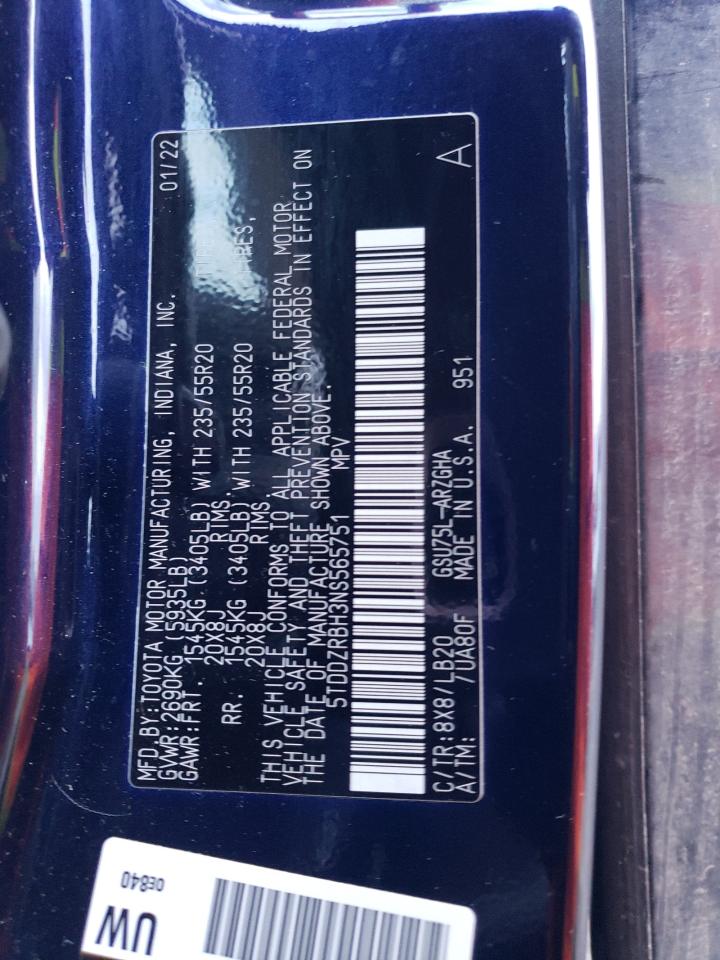 MFD.BY:TOYOTA MOTOR MANUFACTURING, INDIANA, INC. 01/22
GVWR:2690KG (5935LB)
GAWR:FRT. 1545KG (3405LB) WITH 235/55R20
20X8J RIMS,
RR. 1545KG (3405LB) WITH 235/55R20
20X8J RIMS,
THIS VEHICLE CONFORMS TO ALL APPLICABLE FEDERAL MOTOR
VEHICLE SAFETY AND THEFT PREVENTION STANDARDS IN EFFECT ON
THE DATE OF MANUFACTURE SHOWN ABOVE.
5TDDZRBH3NS565751 MPV
C/TR:8X8/LB20 GSU75L-ARZGHA
A/TM: /UA80F MADE IN U.S.A. 951
A
0E840
UW